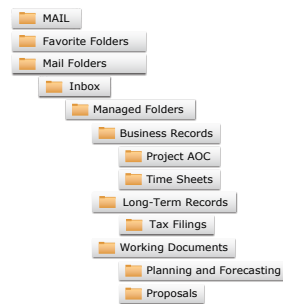 MAIL
Favorite Folders
Mail Folders
Inbox
Managed Folders
Business Records
Project AOC
Time Sheets
Long-Term Records
Tax Filings
Working Documents
Planning and Forecasting
Proposals